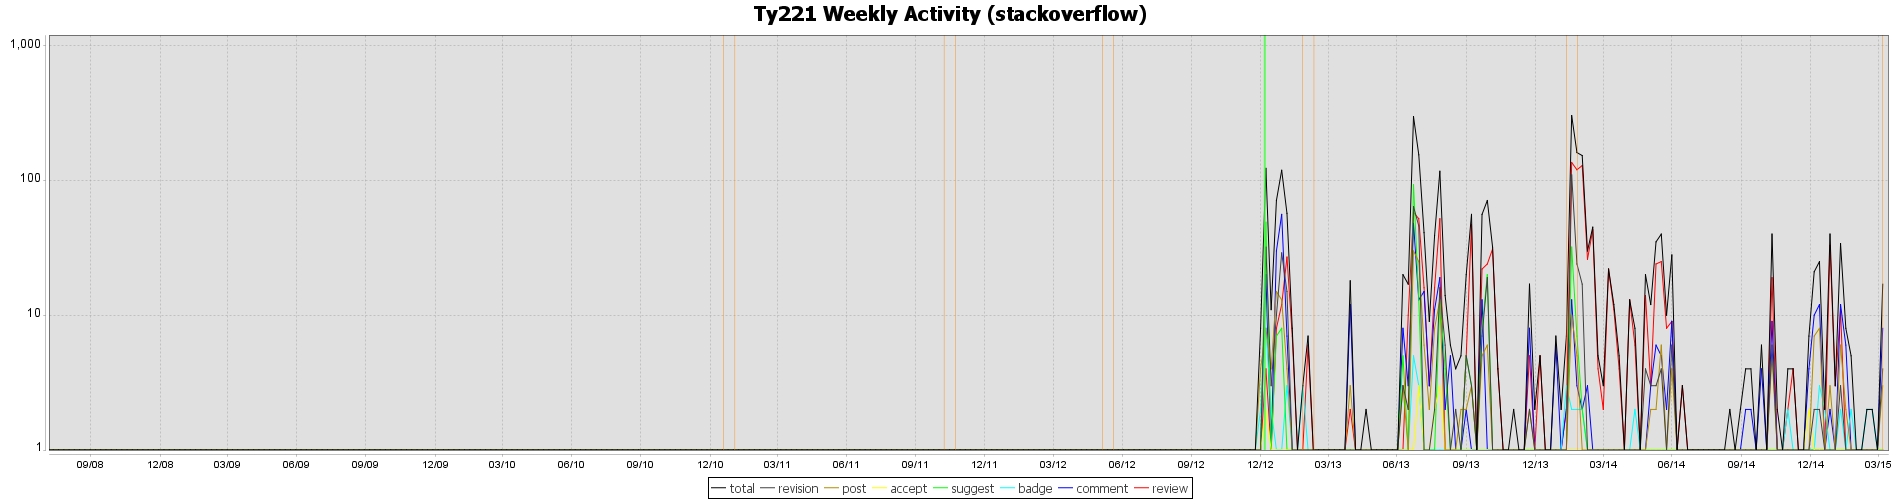 Ty221 Weekly Activity (stackoverflow)
1,000
100
10
1
09/08 12/08 03/09 06/09 09/09 12/09 03/10 06/10 09/10 12/10 03/11 06/11 09/11 12/11 03/12 06/12 09/12 12/12 03/13 06/13 09/13 12/13 03/14 06/14 09/14 12/14 03/15
total revision post accept suggest badge comment review